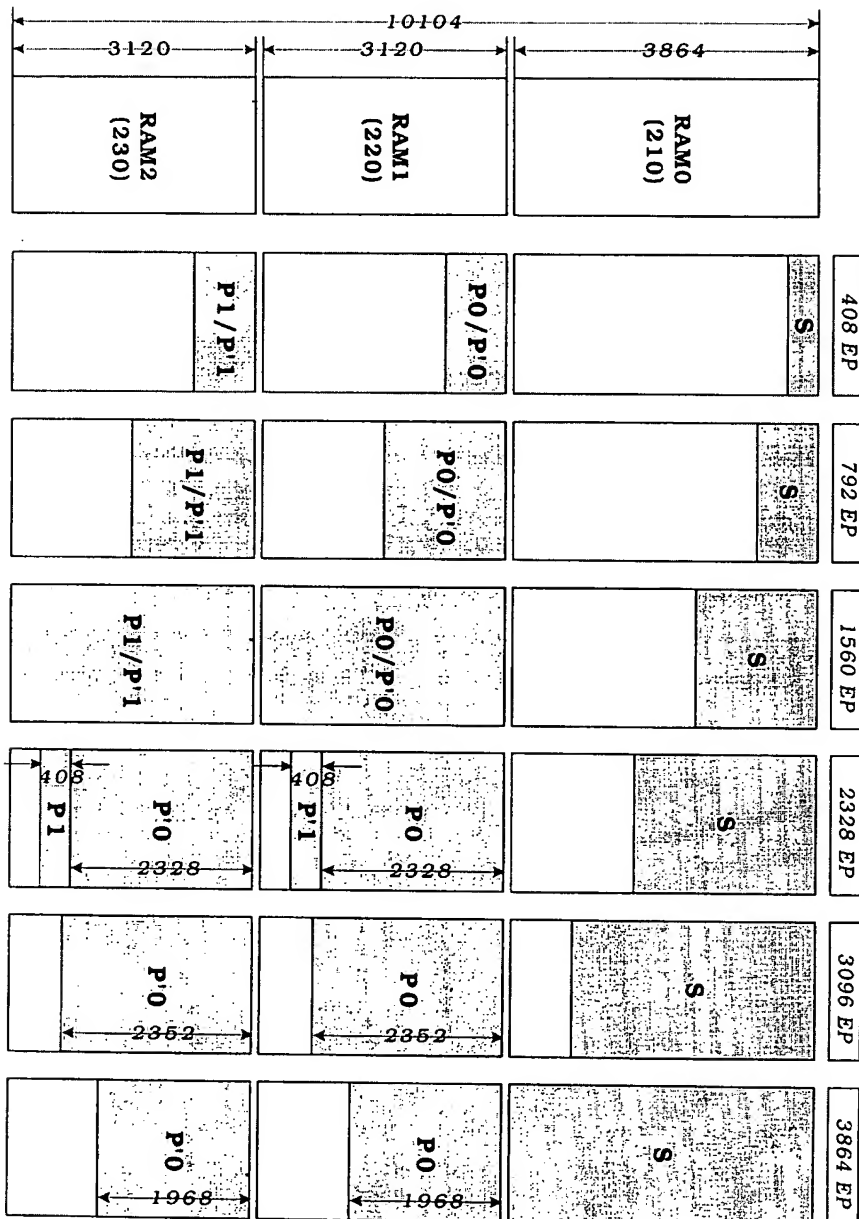 408 EP
792 EP
1560 EP
2328 EP
3096 EP
3864 EP
10104
3864
RAM0
(210)
S
S
S
S
S
S
3120
RAM1
(220)
P0/P'0
P0/P'0
P0/P'0
P0
2328
P'1
408
P0
2352
P0
1968
3120
RAM2
(230)
P1/P'1
P1/P'1
P1/P'1
P'0
2328
P1
408
P'0
2352
P'0
1968